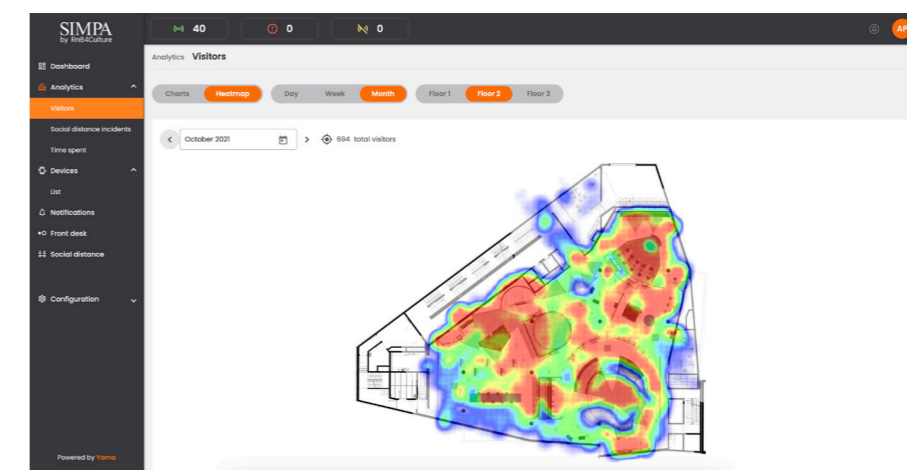 SIMPA
by RnB4Culture
40
0
0
AP
Dashboard
Analytics
Visitors
Social distance incidents
Time spent
Devices
List
Notifications
Front desk
Social distance
Configuration
Powered by Yama
Analytics Visitors
Charts Heatmap Day Week Month Floor 1 Floor 2 Floor 3
October 2021 694 total visitors